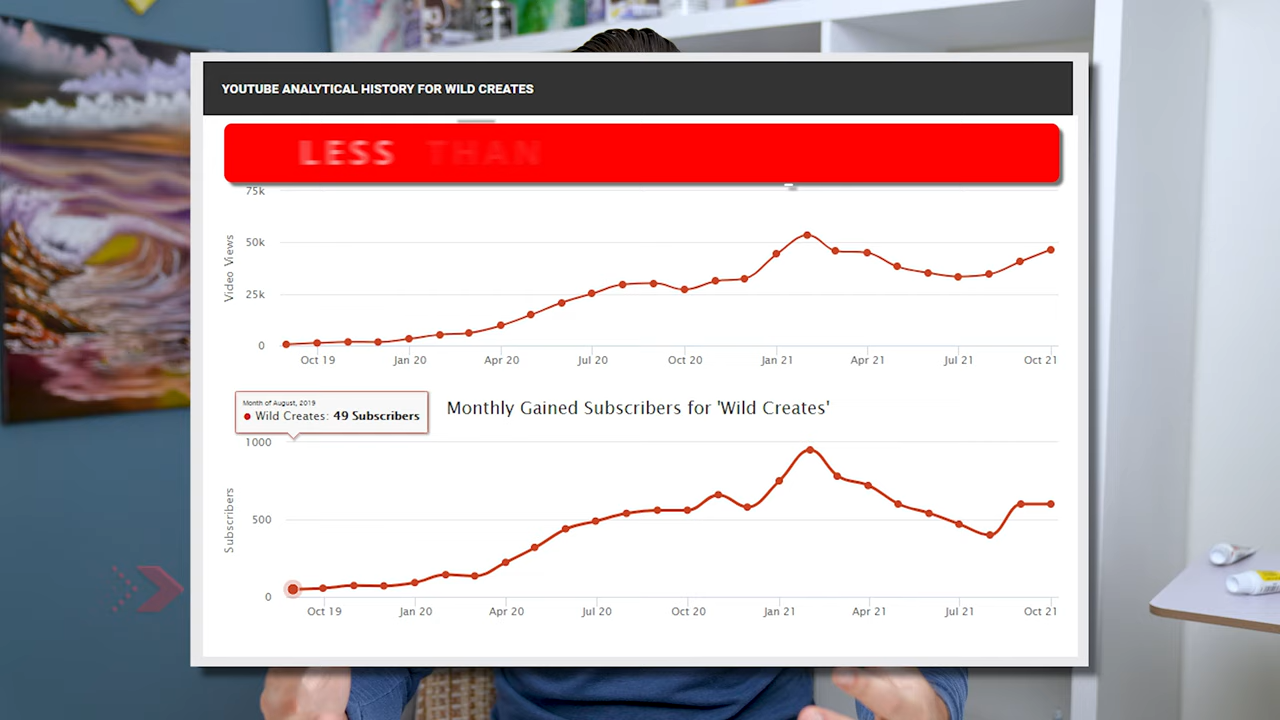 YOUTUBE ANALYTICAL HISTORY FOR WILD CREATES
LESS THAN
75k
50k
25k
0
Video Views
Oct 19 Jan 20 Apr 20 Jul 20 Oct 20 Jan 21 Apr 21 Jul 21 Oct 21
Month of August, 2019
Wild Creates: 49 Subscribers
Monthly Gained Subscribers for 'Wild Creates'
1000
500
0
Subscribers
Oct 19 Jan 20 Apr 20 Jul 20 Oct 20 Jan 21 Apr 21 Jul 21 Oct 21